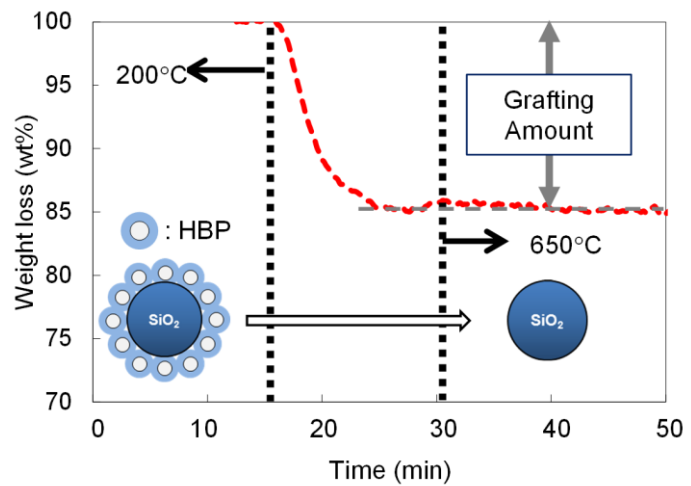 100
95
90
85
80
75
70
Weight loss (wt%)
200°C
Grafting
Amount
: HBP
650°C
SiO2
SiO2
0
10
20
30
40
50
Time (min)